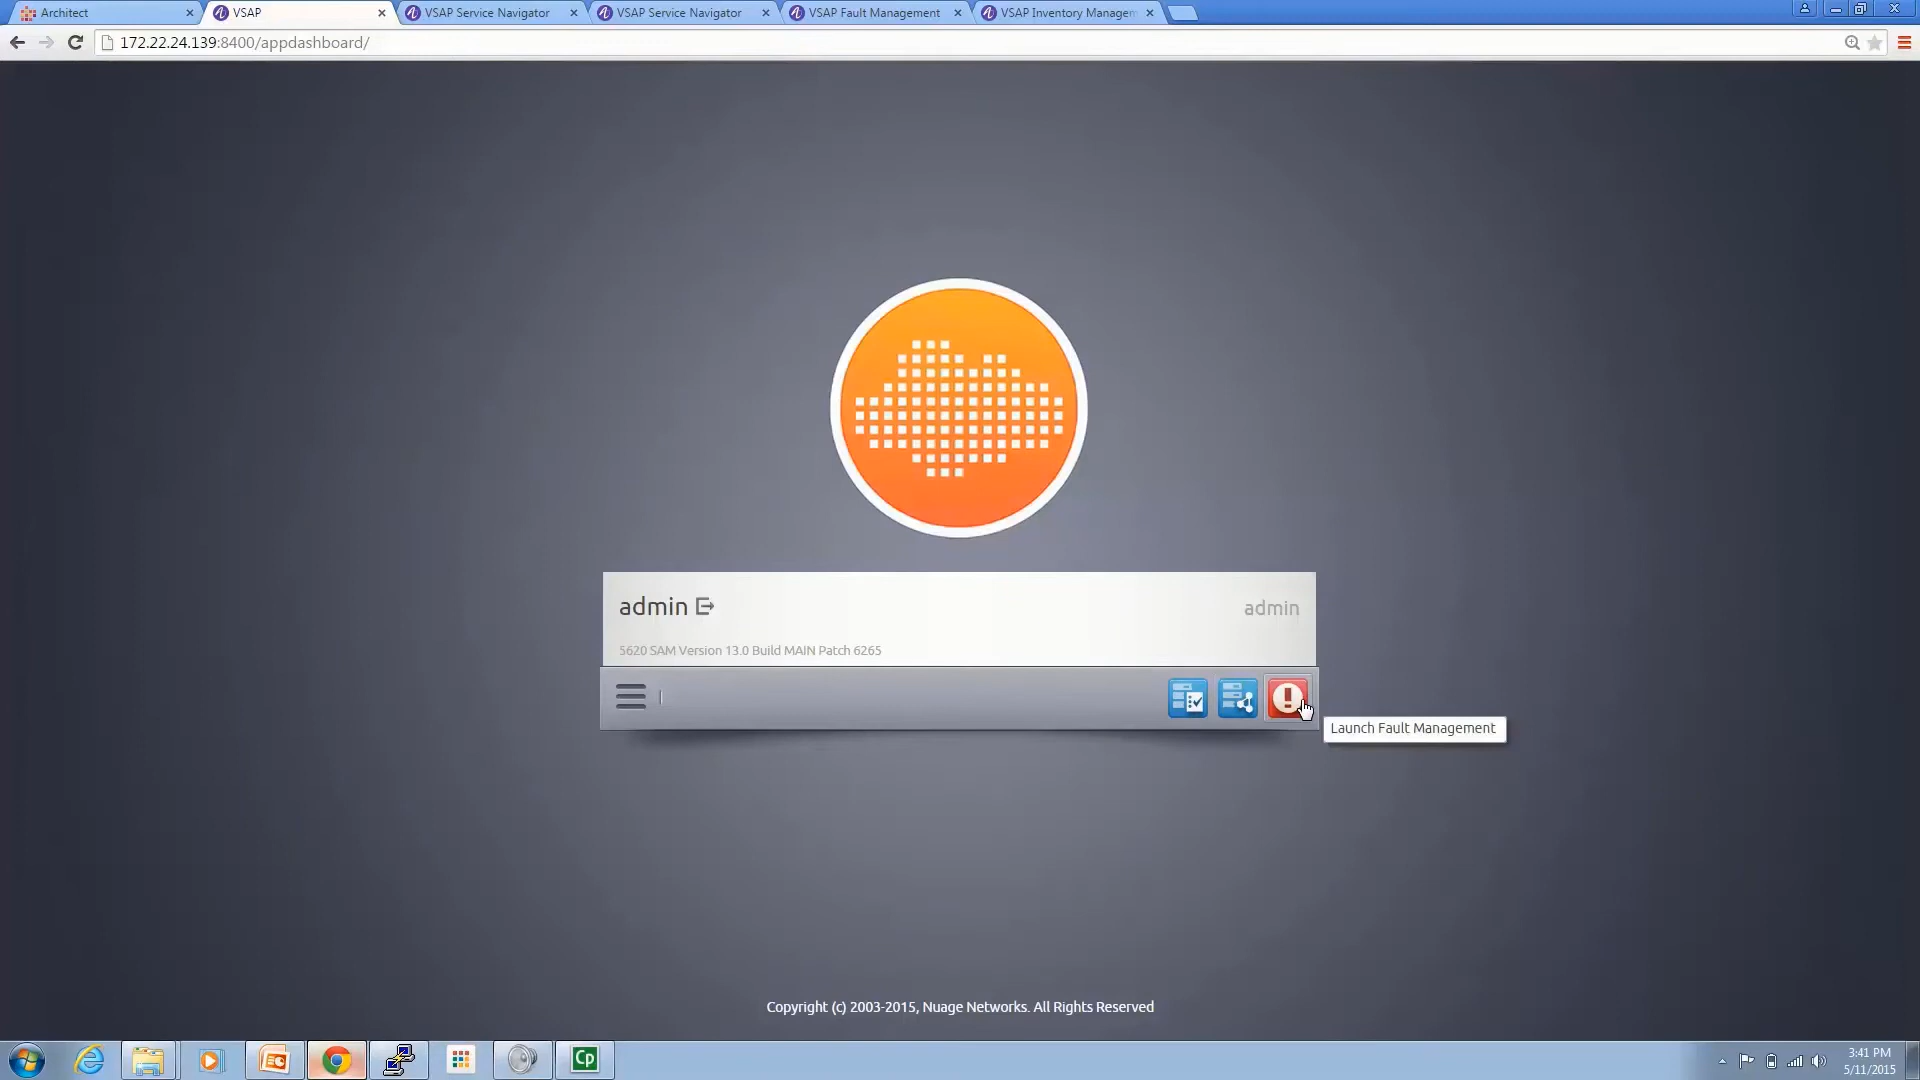 Architect
VSAP
VSAP Service Navigator
VSAP Service Navigator
VSAP Fault Management
VSAP Inventory Managem
172.22.24.139:8400/appdashboard/
admin
admin
5620 SAM Version 13.0 Build MAIN Patch 6265
Launch Fault Management
Copyright (c) 2003-2015, Nuage Networks. All Rights Reserved
Cp
3:41 PM
5/11/2015